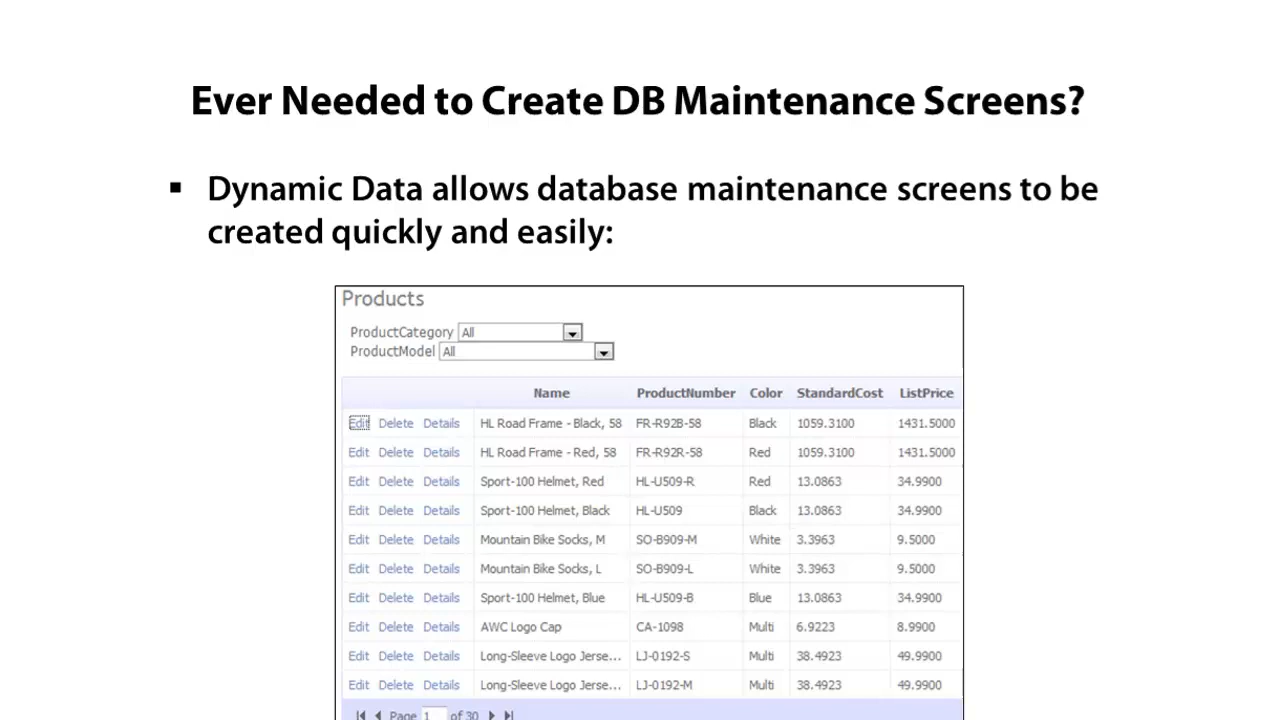 Ever Needed to Create DB Maintenance Screens?
▪ Dynamic Data allows database maintenance screens to be
created quickly and easily:
Products
ProductCategory All
ProductModel All
Name ProductNumber Color StandardCost ListPrice
Edit Delete Details HL Road Frame - Black, 58 FR-R92B-58 Black 1059.3100 1431.5000
Edit Delete Details HL Road Frame - Red, 58 FR-R92R-58 Red 1059.3100 1431.5000
Edit Delete Details Sport-100 Helmet, Red HL-U509-R Red 13.0863 34.9900
Edit Delete Details Sport-100 Helmet, Black HL-U509 Black 13.0863 34.9900
Edit Delete Details Mountain Bike Socks, M SO-B909-M White 3.3963 9.5000
Edit Delete Details Mountain Bike Socks, L SO-B909-L White 3.3963 9.5000
Edit Delete Details Sport-100 Helmet, Blue HL-U509-B Blue 13.0863 34.9900
Edit Delete Details AWC Logo Cap CA-1098 Multi 6.9223 8.9900
Edit Delete Details Long-Sleeve Logo Jerse... LJ-0192-S Multi 38.4923 49.9900
Edit Delete Details Long-Sleeve Logo Jerse... LJ-0192-M Multi 38.4923 49.9900
Page 1 of 30